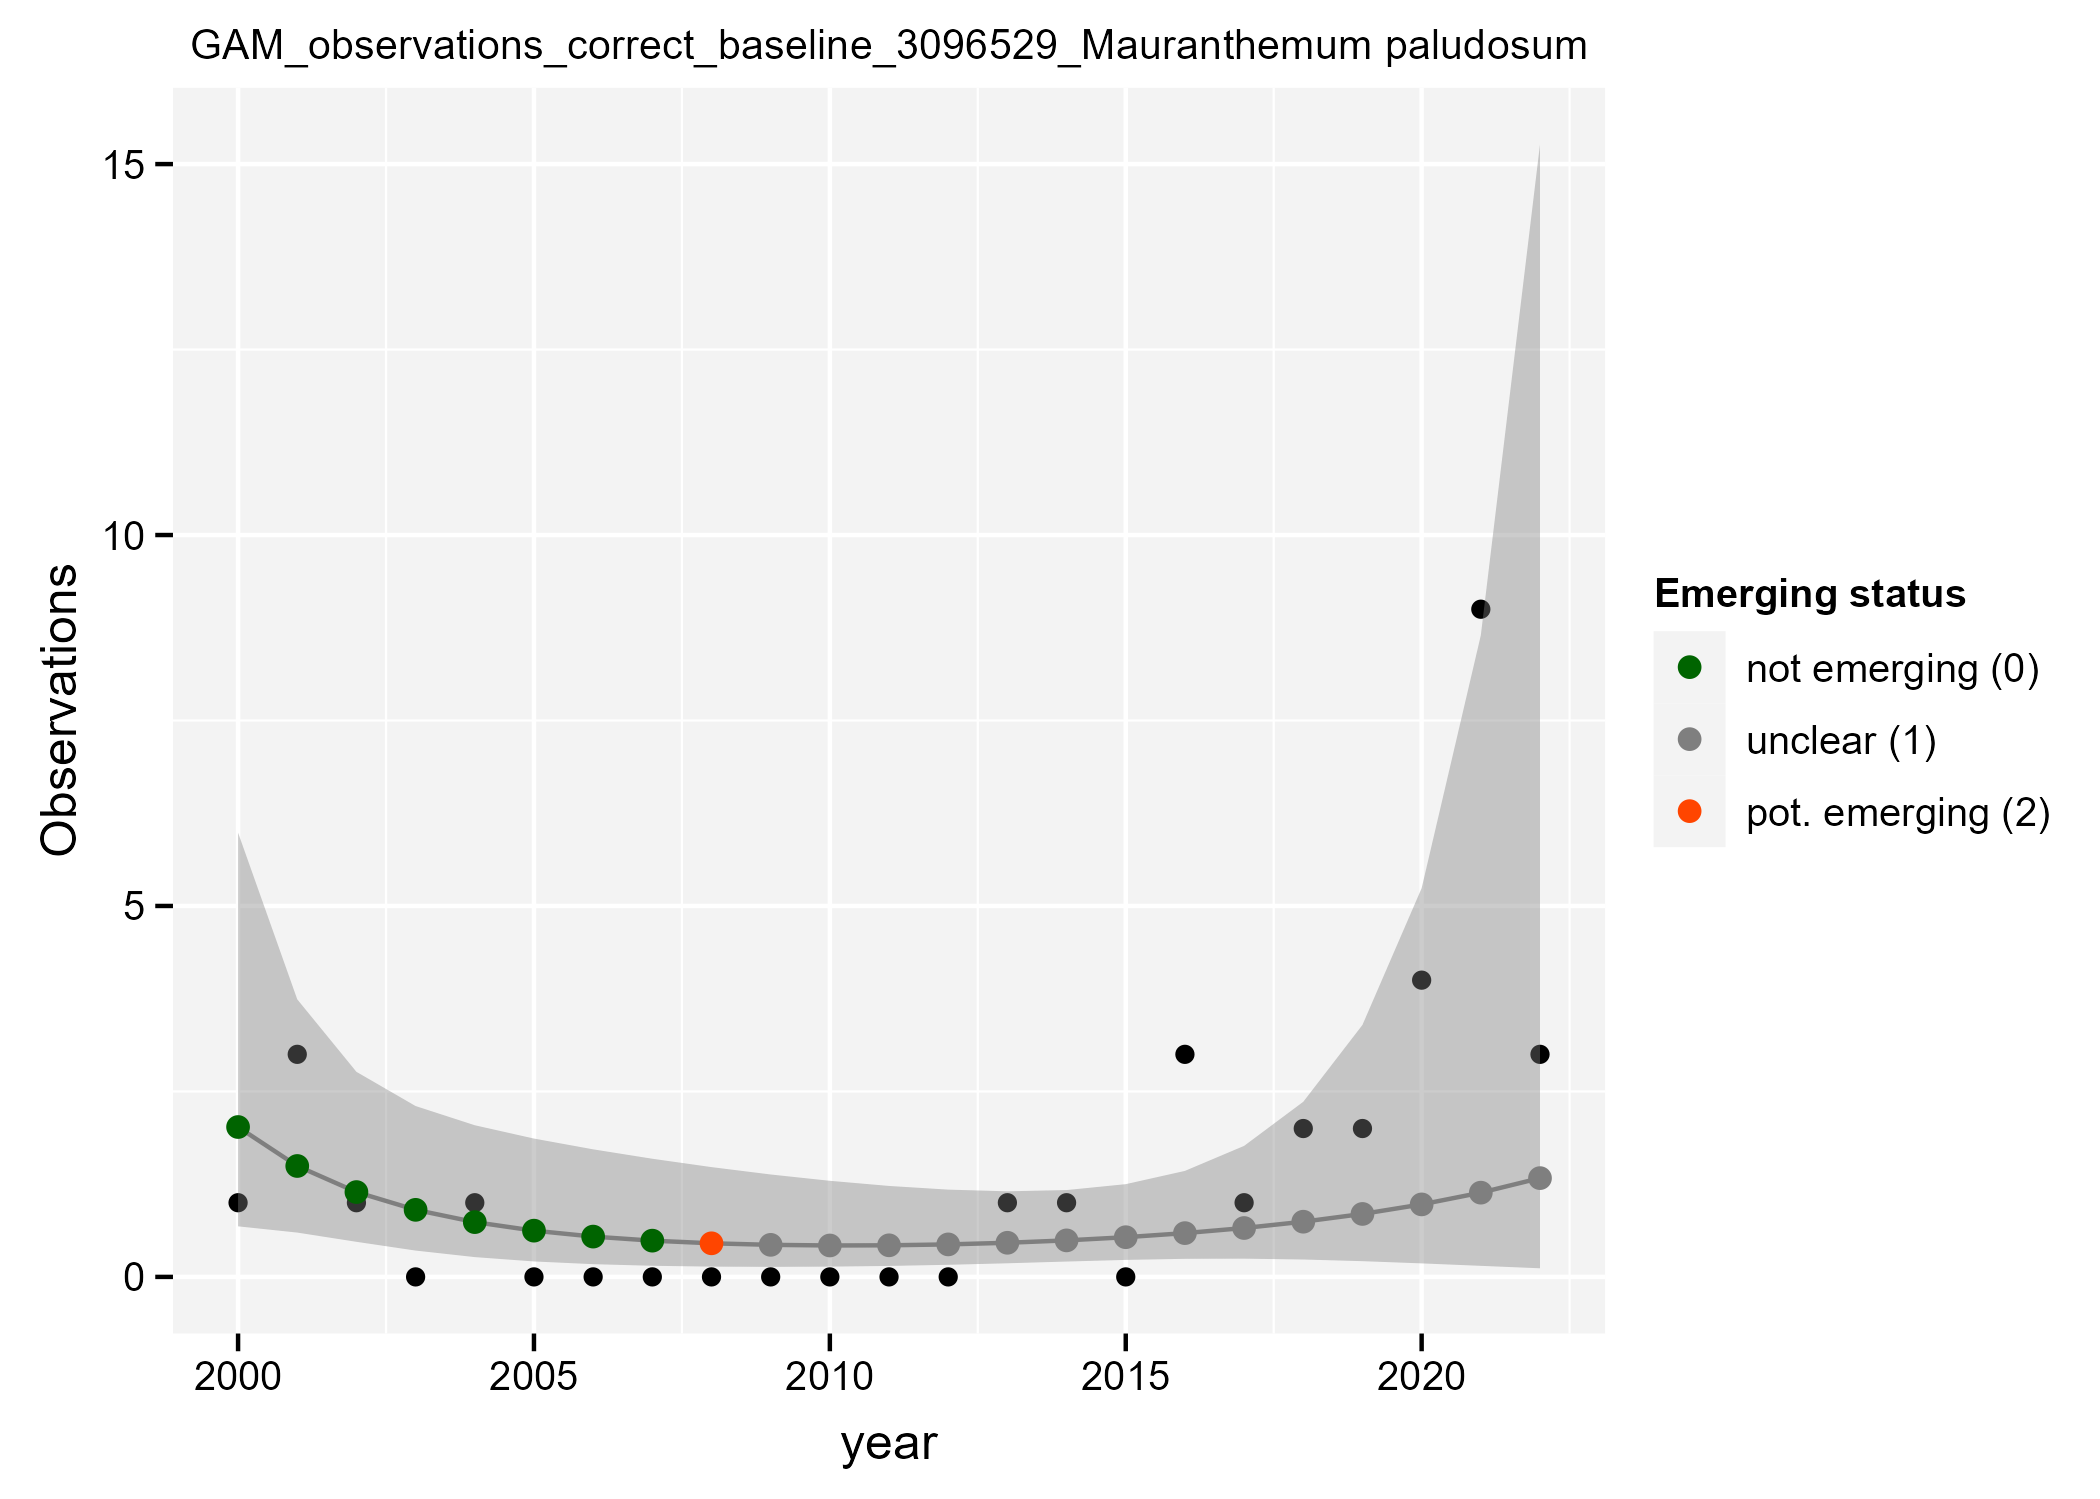 GAM_observations_correct_baseline_3096529_Mauranthemum paludosum
15
10
5
0
Observations
2000 2005 2010 2015 2020
year
Emerging status
not emerging (0)
unclear (1)
pot. emerging (2)